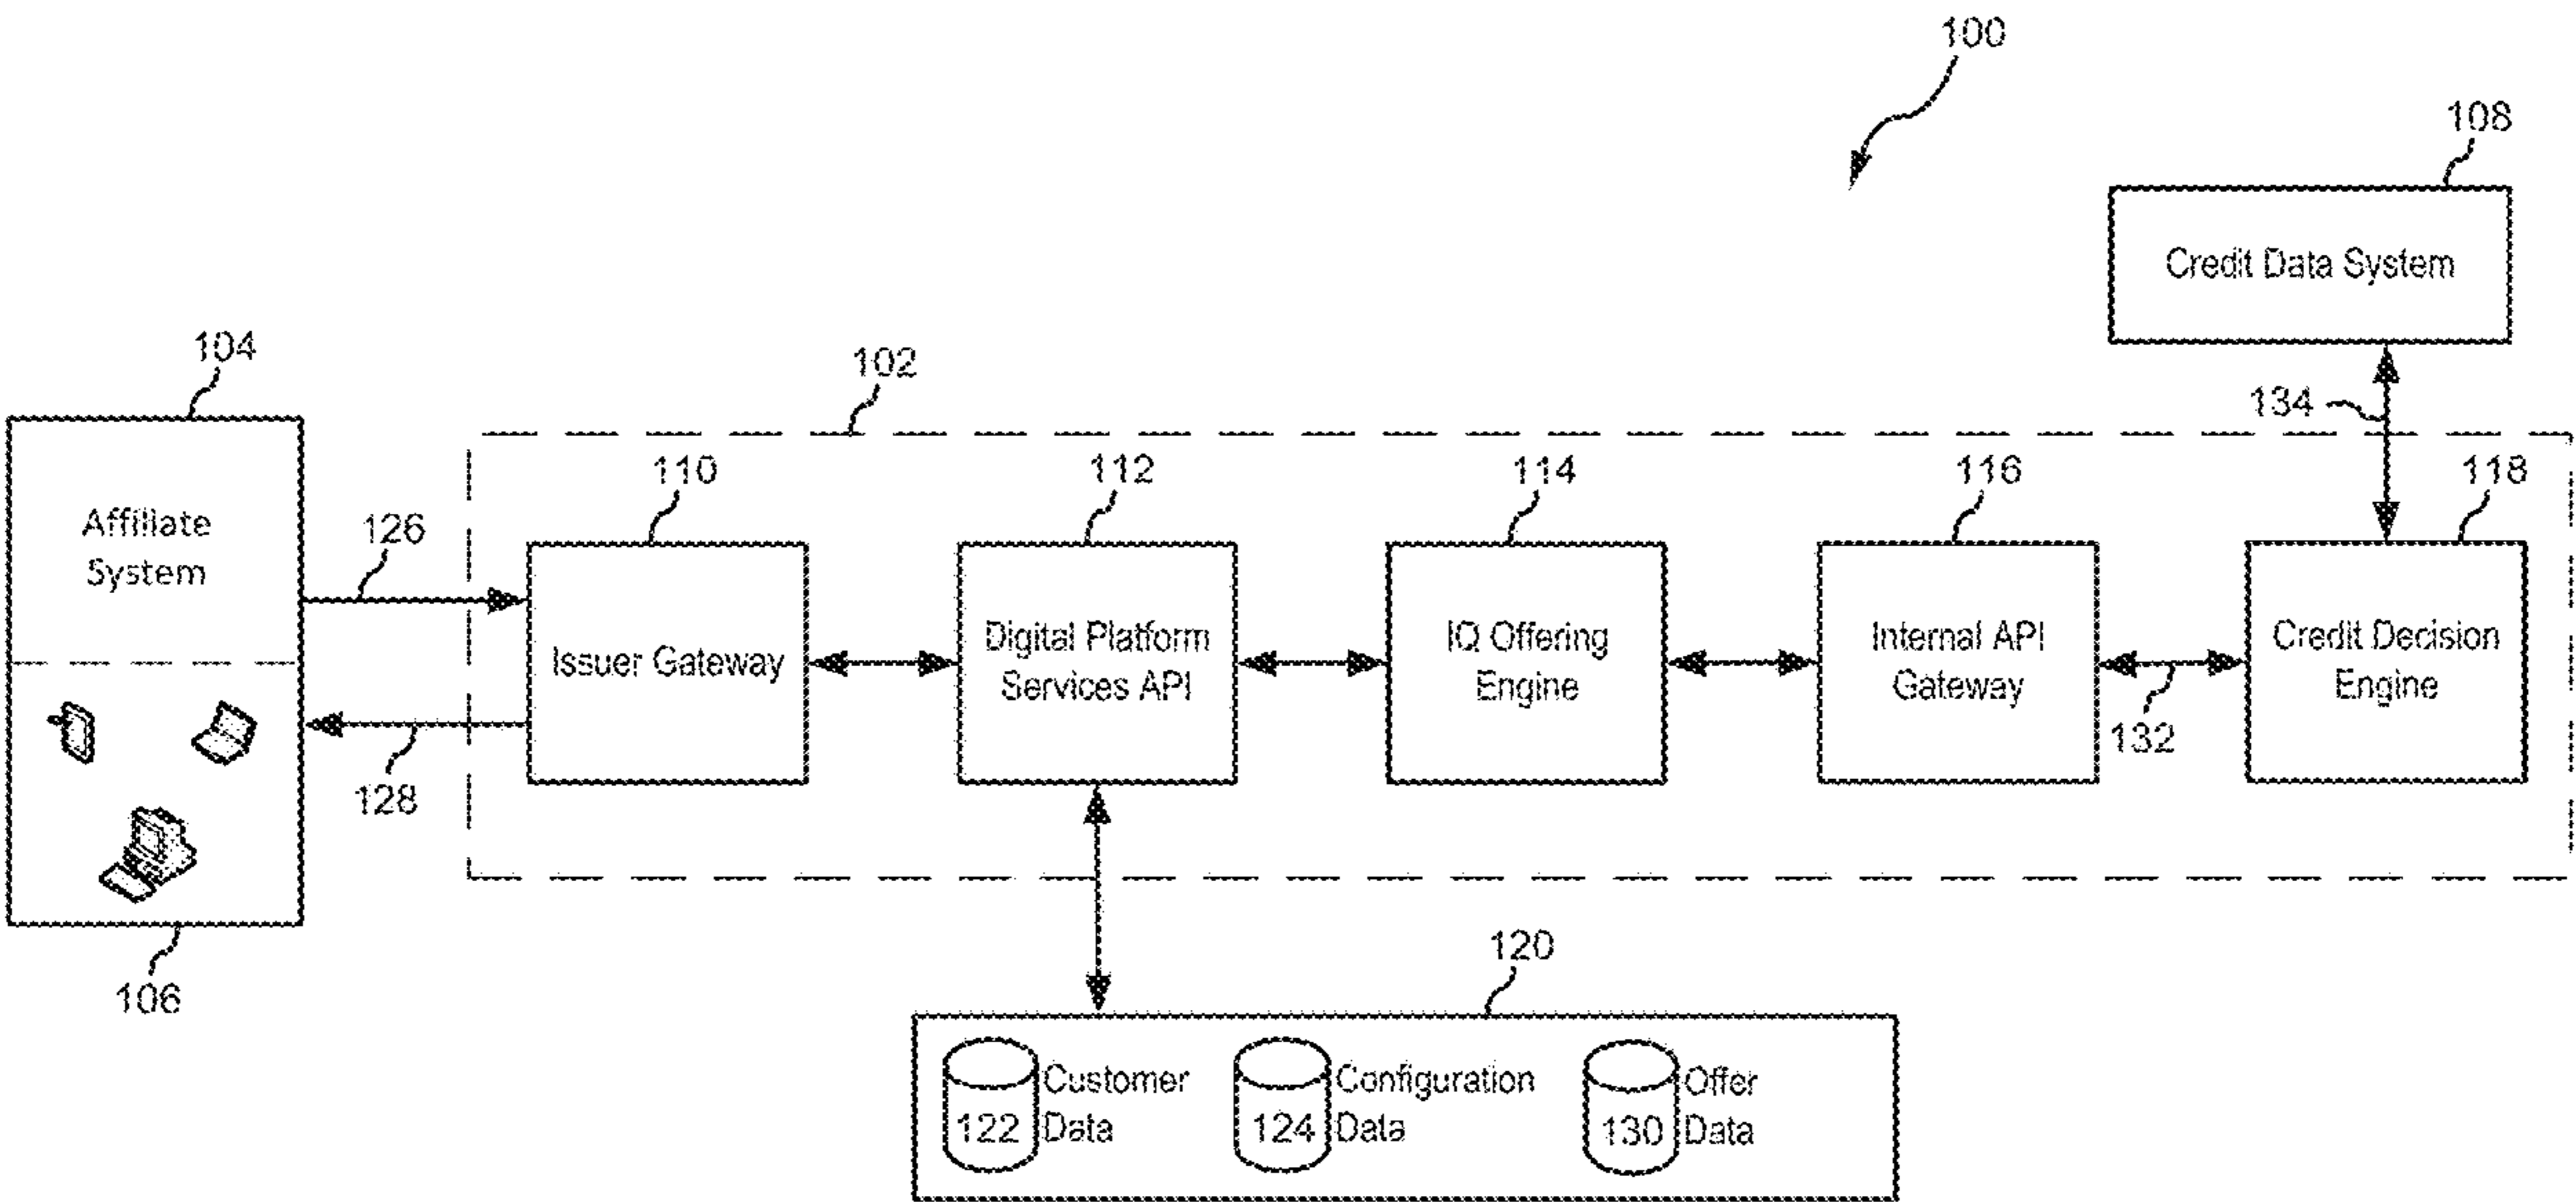 100
108
Credit Data System
104
102
134
110
112
114
116
118
Affiliate
System
126
Issuer Gateway
Digital Platform
Services API
IQ Offering
Engine
Internal API
Gateway
Credit Decision
Engine
132
128
106
120
Customer
Data
122
Configuration
Data
124
Offer
Data
130